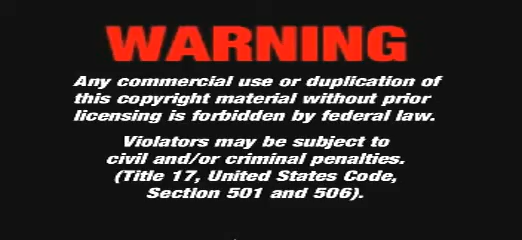 WARNING
Any commercial use or duplication of
this copyright material without prior
licensing is forbidden by federal law.
Violators may be subject to
civil and/or criminal penalties.
(Title 17, United States Code,
Section 501 and 506).